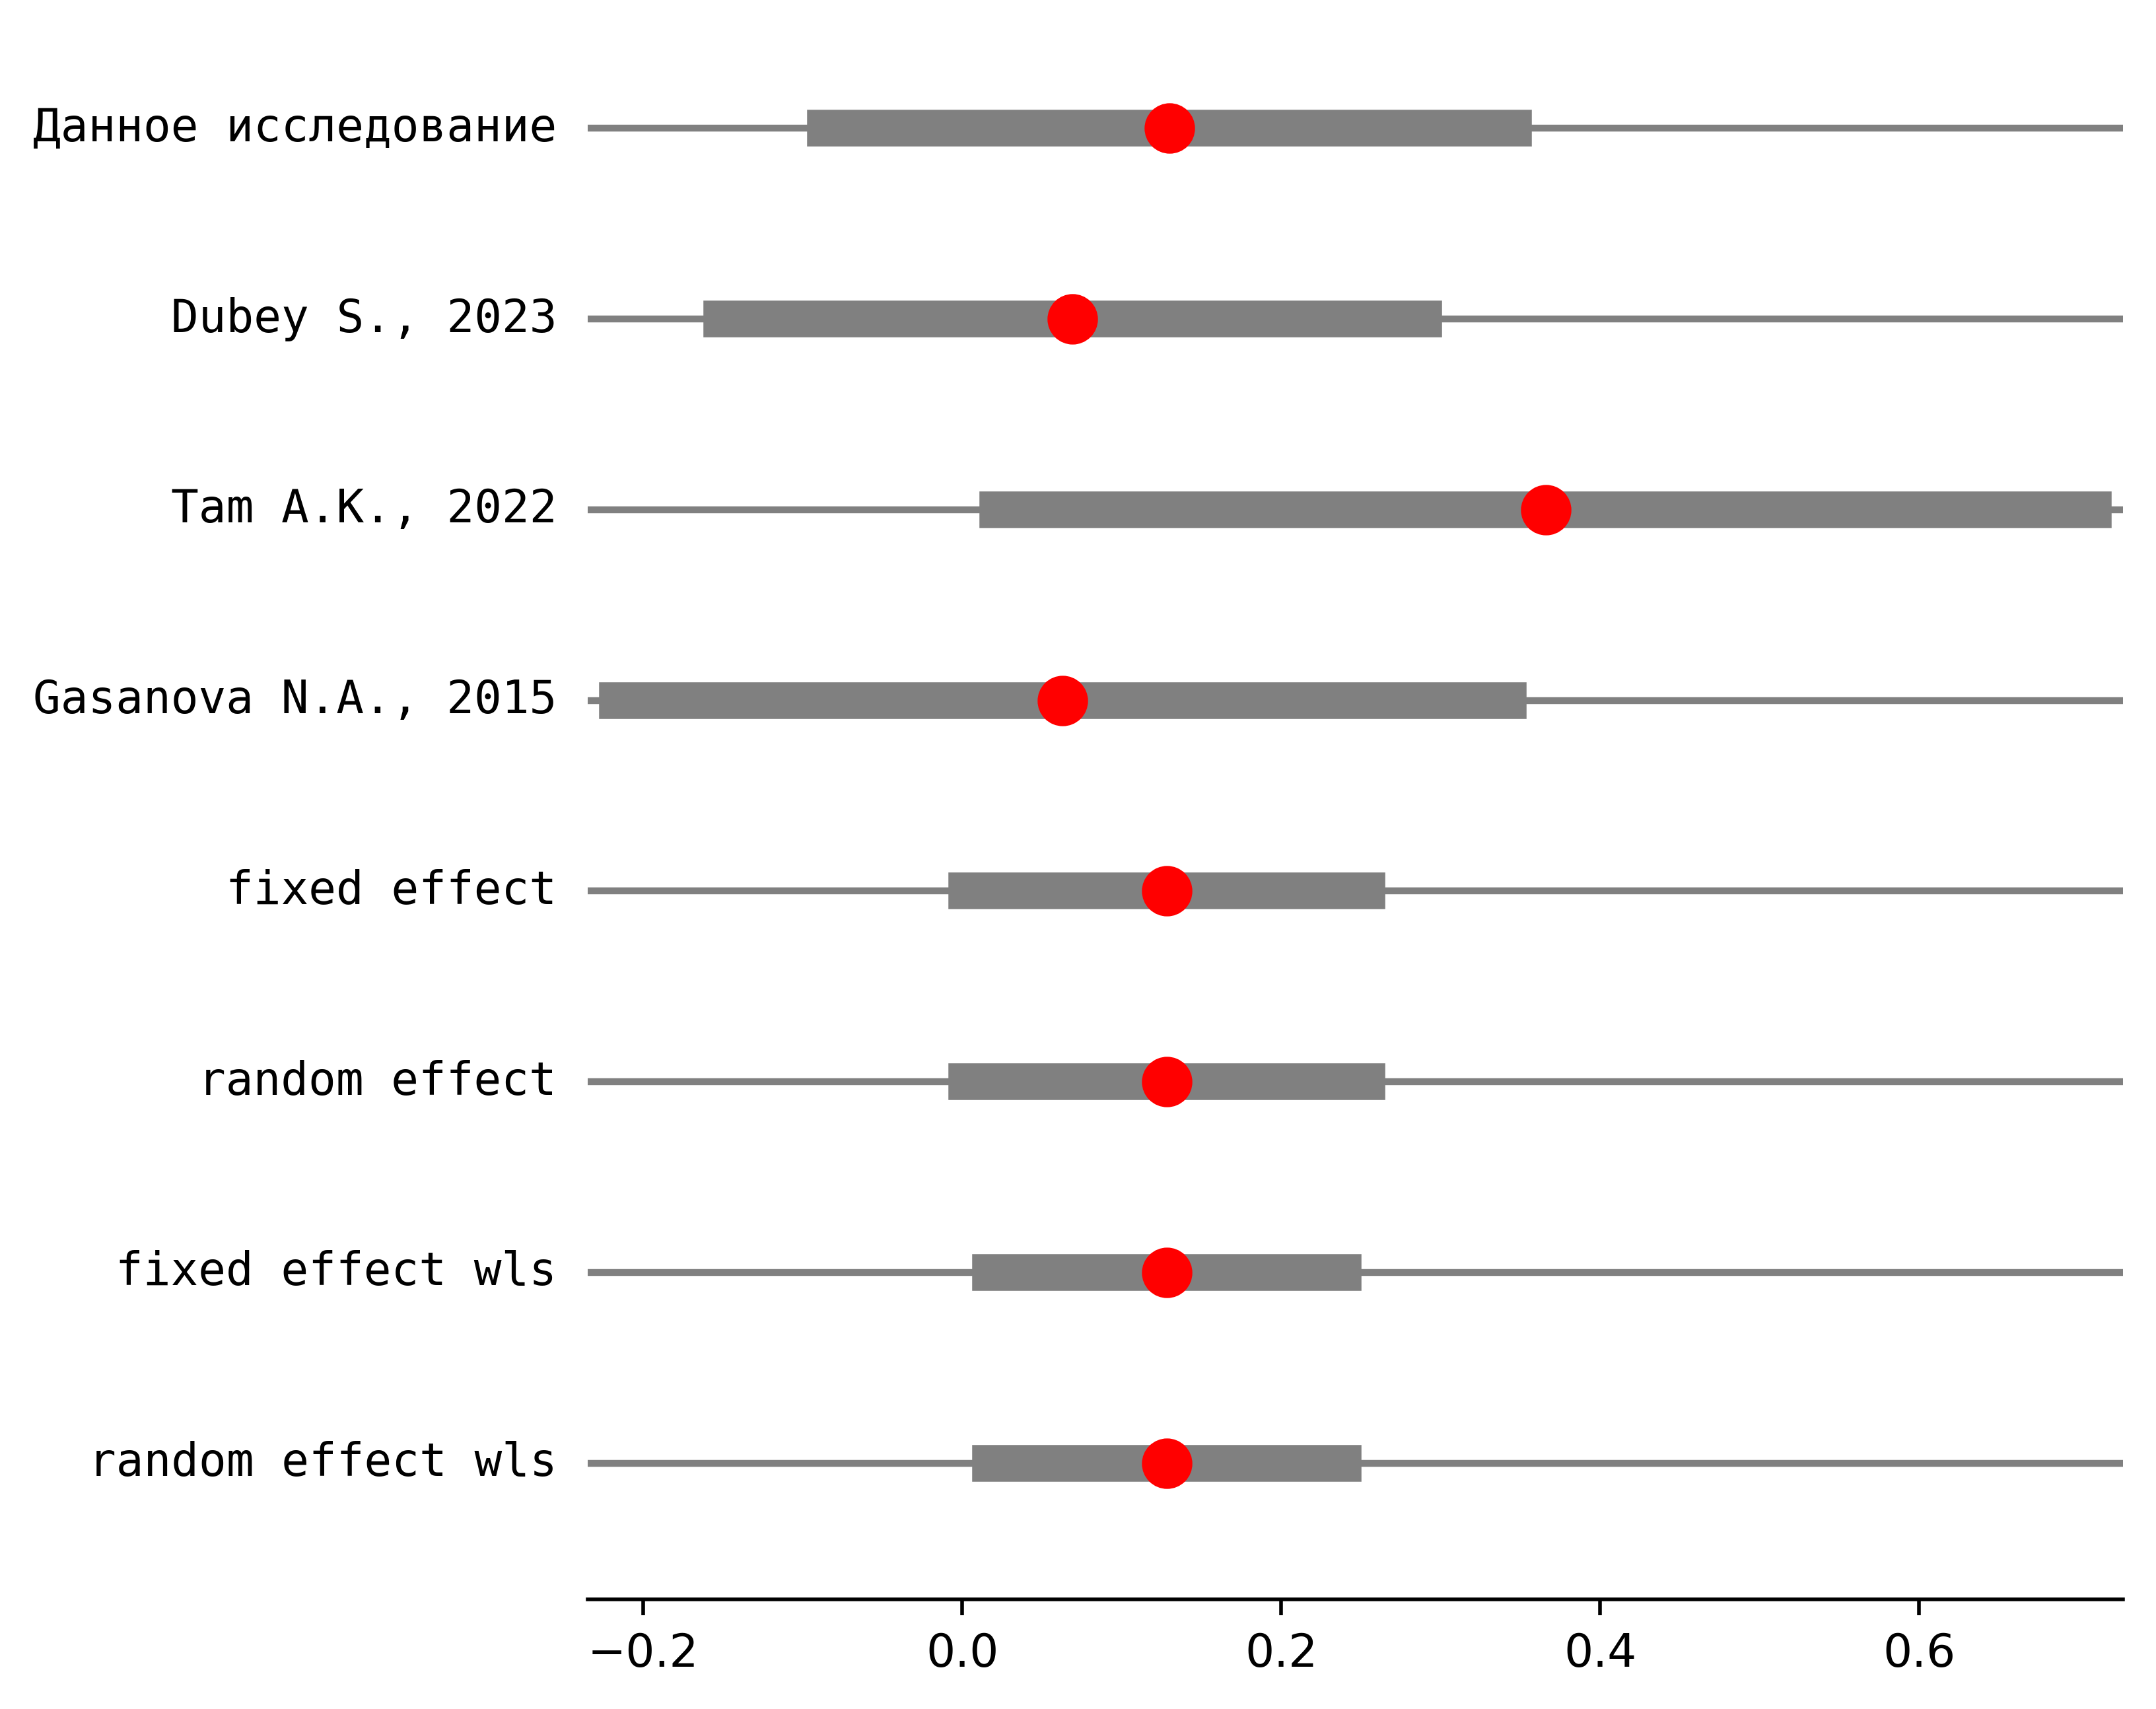 Данное исследование
Dubey S., 2023
Tam A.K., 2022
Gasanova N.A., 2015
fixed effect
random effect
fixed effect wls
random effect wls
−0.2 0.0 0.2 0.4 0.6